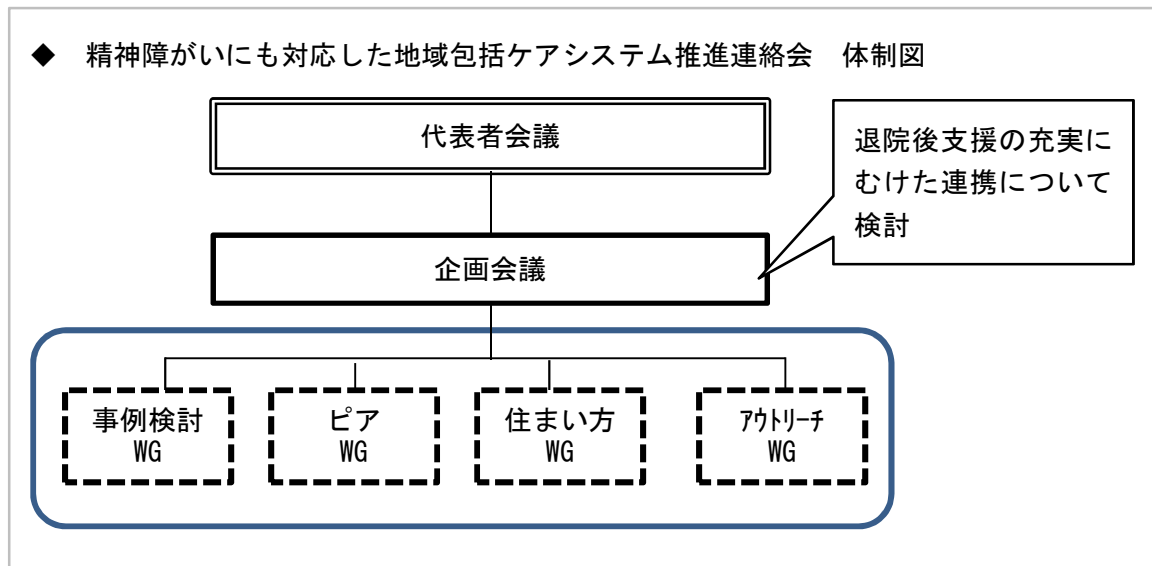 ◆ 精神障がいにも対応した地域包括ケアシステム推進連絡会 体制図
代表者会議
退院後支援の充実に
むけた連携について
検討
企画会議
事例検討
WG
ピア
WG
住まい方
WG
ｱｳﾄﾘｰﾁ
WG